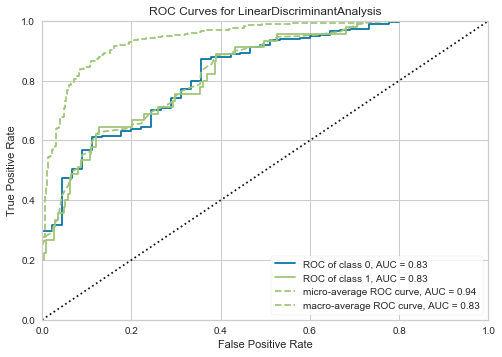 ROC Curves for LinearDiscriminantAnalysis
1.0
0.8
0.6
0.4
0.2
0.0
True Positive Rate
ROC of class 0, AUC = 0.83
ROC of class 1, AUC = 0.83
micro-average ROC curve, AUC = 0.94
macro-average ROC curve, AUC = 0.83
0.0 0.2 0.4 0.6 0.8 1.0
False Positive Rate